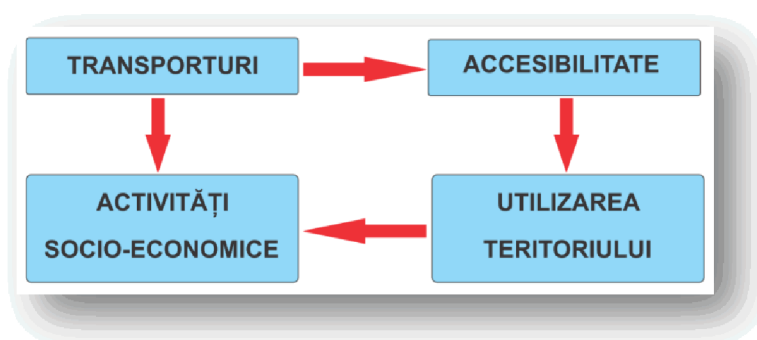 TRANSPORTURI
ACCESIBILITATE
ACTIVITĂȚI
SOCIO-ECONOMICE
UTILIZAREA
TERITORIULUI